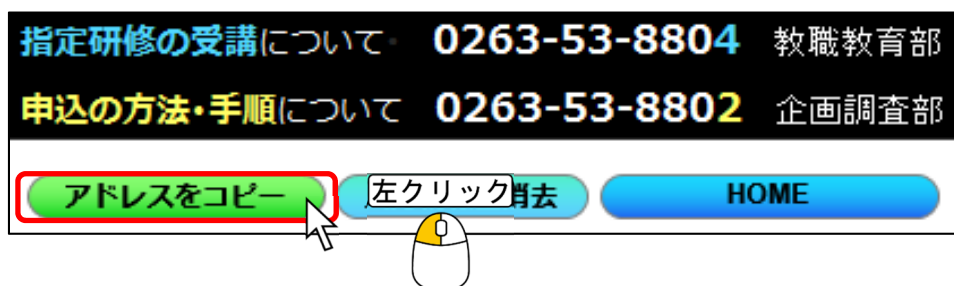 指定研修の受講について 0263-53-8804 教職教育部
申込の方法・手順について 0263-53-8802 企画調査部
アドレスをコピー 左クリック 消去 HOME